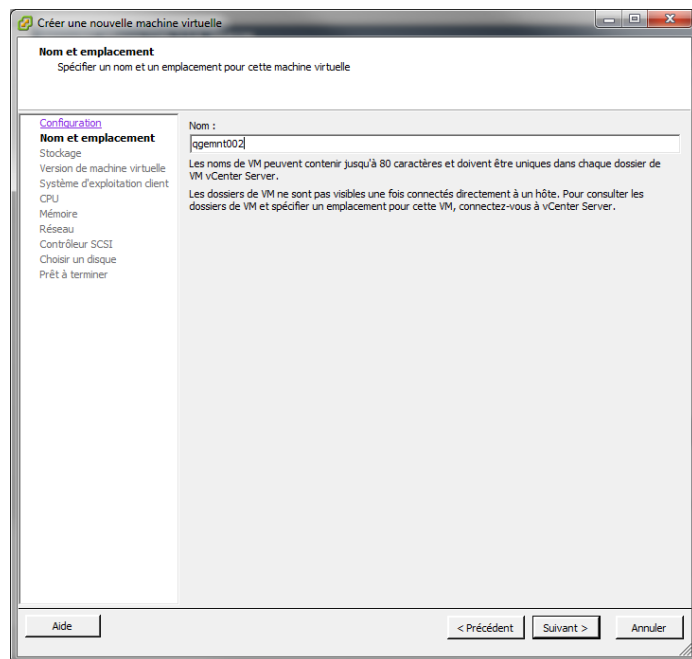 Créer une nouvelle machine virtuelle
Nom et emplacement
Spécifier un nom et un emplacement pour cette machine virtuelle
Configuration
Nom et emplacement
Stockage
Version de machine virtuelle
Système d'exploitation client
CPU
Mémoire
Réseau
Contrôleur SCSI
Choisir un disque
Prêt à terminer
Nom :
qgemnt002
Les noms de VM peuvent contenir jusqu'à 80 caractères et doivent être uniques dans chaque dossier de
VM vCenter Server.
Les dossiers de VM ne sont pas visibles une fois connectés directement à un hôte. Pour consulter les
dossiers de VM et spécifier un emplacement pour cette VM, connectez-vous à vCenter Server.
Aide
< Précédent
Suivant >
Annuler